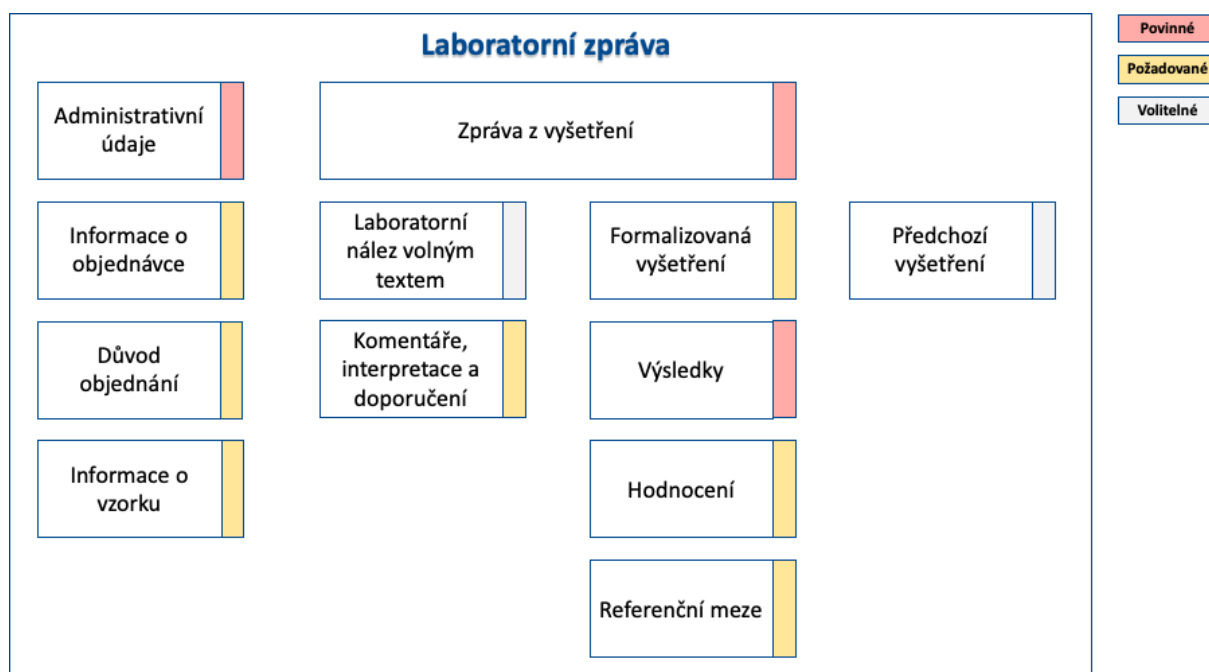 Laboratorní zpráva
Povinné
Požadované
Volitelné
Administrativní
údaje
Zpráva z vyšetření
Informace o
objednávce
Laboratorní
nález volným
textem
Formalizovaná
vyšetření
Předchozí
vyšetření
Důvod
objednání
Komentáře,
interpretace a
doporučení
Výsledky
Informace o
vzorku
Hodnocení
Referenční meze